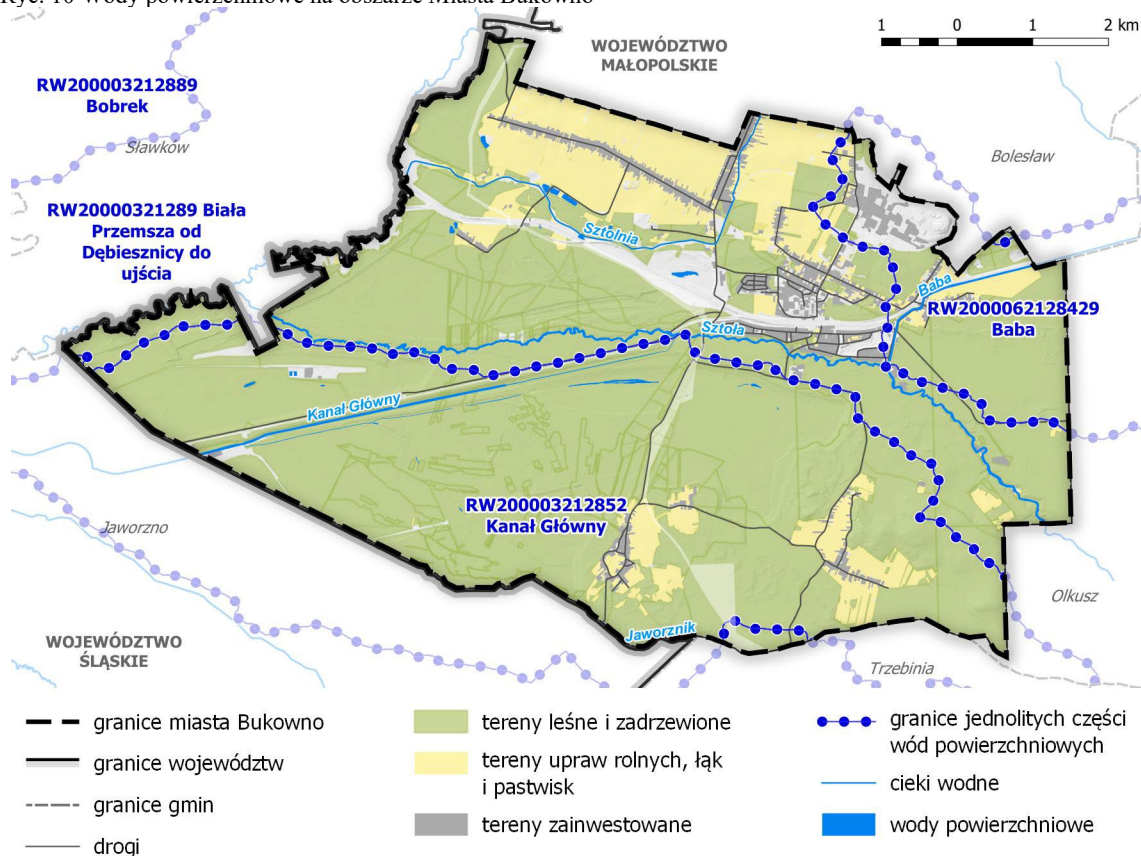 Ryc. 10 Wody powierzchniowe na obszarze Miasta Bukowno
1 0 1 2 km
WOJEWÓDZTWO
MAŁOPOLSKIE
RW200003212889
Bobrek
Sławków
Bolesław
RW20000321289 Biała
Przemsza od
Dębiesznicy do
ujścia
Sztolnia
Baba
RW2000062128429
Baba
Sztoła
Kanał Główny
RW200003212852
Kanał Główny
Jaworzno
Olkusz
WOJEWÓDZTWO
ŚLĄSKIE
Jaworznik
Trzebinia
granice miasta Bukowno
granice województw
granice gmin
drogi
tereny leśne i zadrzewione
tereny upraw rolnych, łąk
i pastwisk
tereny zainwestowane
granice jednolitych części
wód powierzchniowych
cieki wodne
wody powierzchniowe